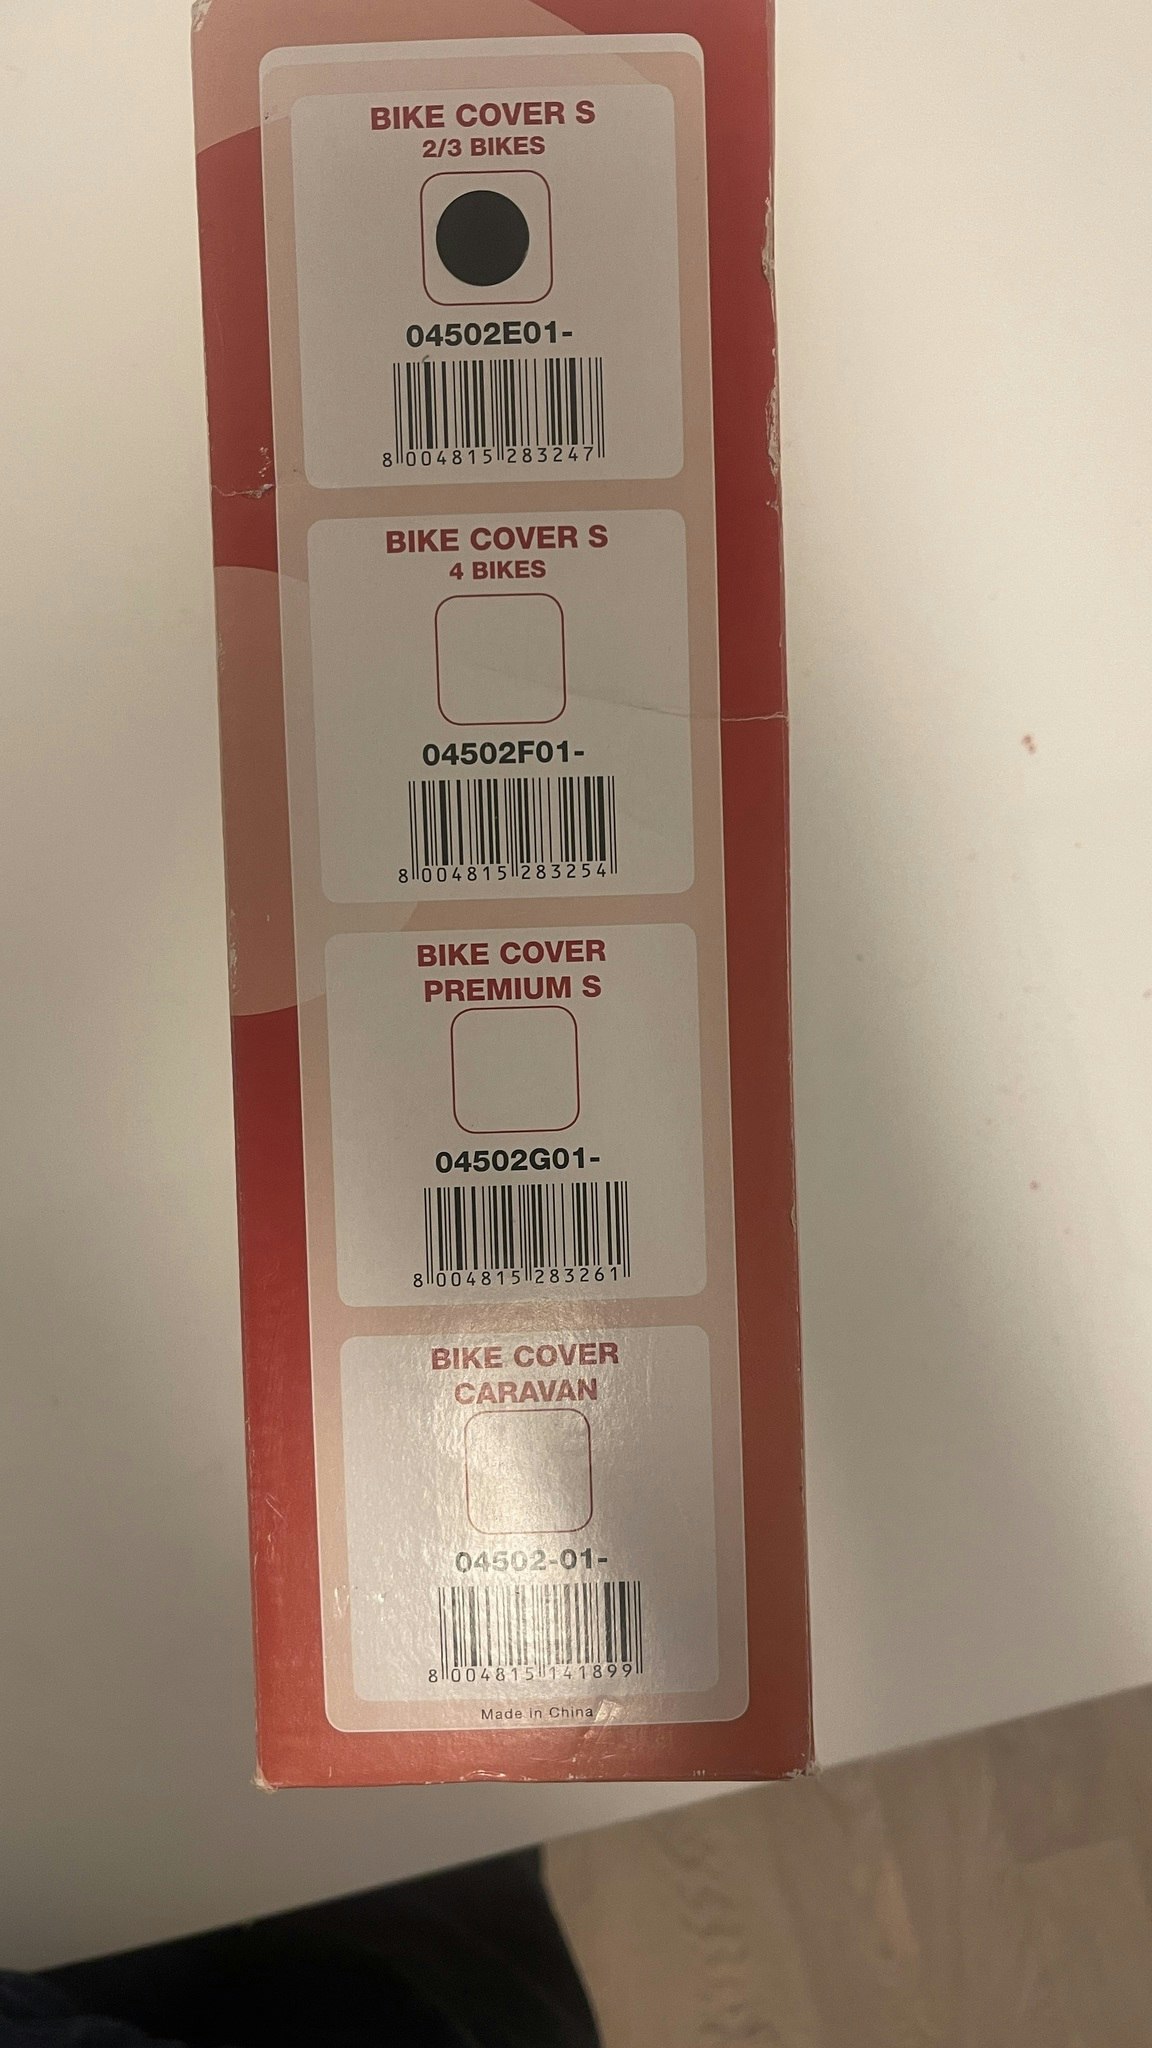 BIKE COVER S
2/3 BIKES
04502E01-
8 004815 283247
BIKE COVER S
4 BIKES
04502F01-
8 004815 283254
BIKE COVER
PREMIUM S
04502G01-
8 004815 283261
BIKE COVER
CARAVAN
04502-01-
8 004815 141899
Made in China